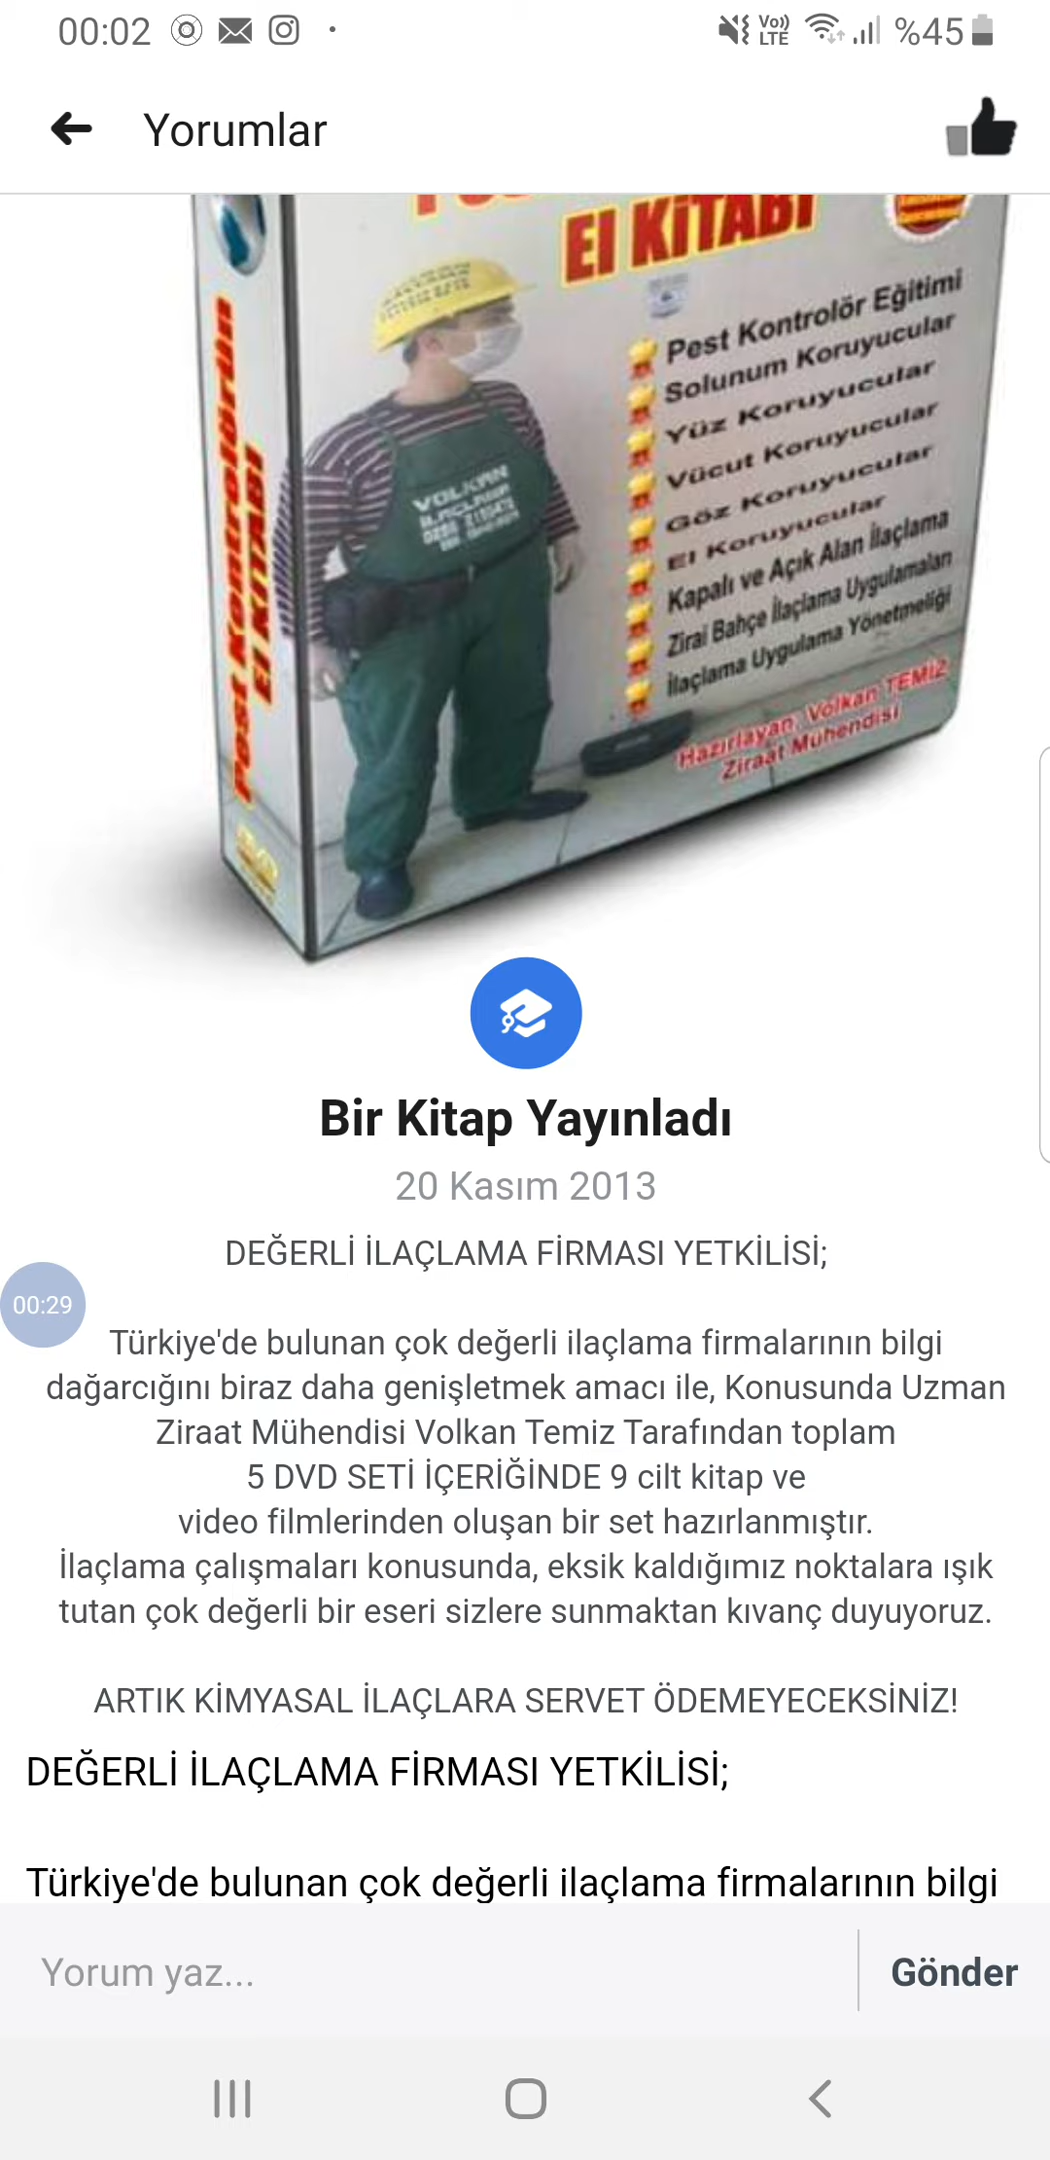 00:02
Vo))
LTE
%45
Yorumlar
El KİTABI
Pest Kontrolör Eğitimi
Solunum Koruyucular
Yüz Koruyucular
Vücut Koruyucular
Göz Koruyucular
El Koruyucular
Kapalı ve Açık Alan İlaçlama
Zirai Bahçe İlaçlama Uygulamaları
İlaçlama Uygulama Yönetmeliği
Hazırlayan; Volkan TEMİZ
Ziraat Mühendisi
Pest Kontrolörün
El KİTABI
VOLKAN
İLAÇLAMA
Bir Kitap Yayınladı
20 Kasım 2013
DEĞERLİ İLAÇLAMA FİRMASI YETKİLİSİ;
00:29
Türkiye'de bulunan çok değerli ilaçlama firmalarının bilgi
dağarcığını biraz daha genişletmek amacı ile, Konusunda Uzman
Ziraat Mühendisi Volkan Temiz Tarafından toplam
5 DVD SETİ İÇERİĞİNDE 9 cilt kitap ve
video filmlerinden oluşan bir set hazırlanmıştır.
İlaçlama çalışmaları konusunda, eksik kaldığımız noktalara ışık
tutan çok değerli bir eseri sizlere sunmaktan kıvanç duyuyoruz.
ARTIK KİMYASAL İLAÇLARA SERVET ÖDEMEYECEKSİNİZ!
DEĞERLİ İLAÇLAMA FİRMASI YETKİLİSİ;
Türkiye'de bulunan çok değerli ilaçlama firmalarının bilgi
Yorum yaz...
Gönder